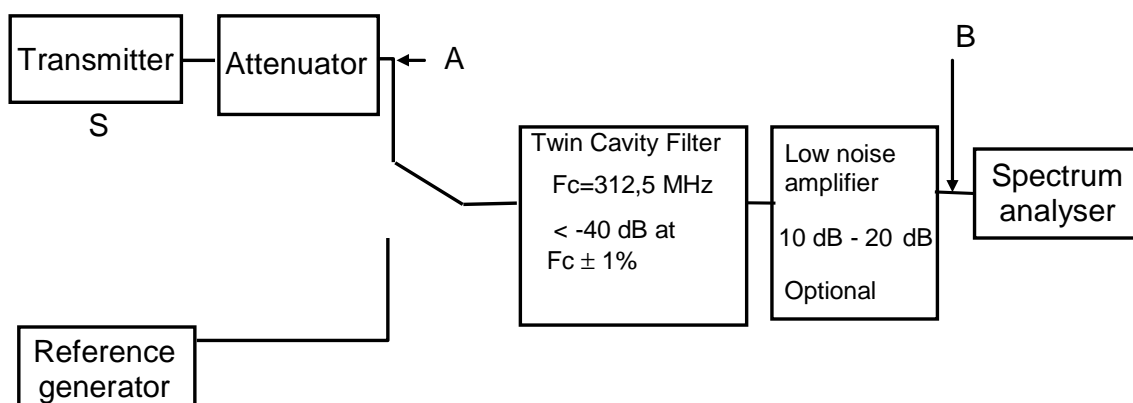 Transmitter
S
Attenuator
A
B
Twin Cavity Filter
Fc=312,5 MHz
< -40 dB at
Fc ± 1%
Low noise
amplifier
10 dB - 20 dB
Optional
Spectrum
analyser
Reference
generator